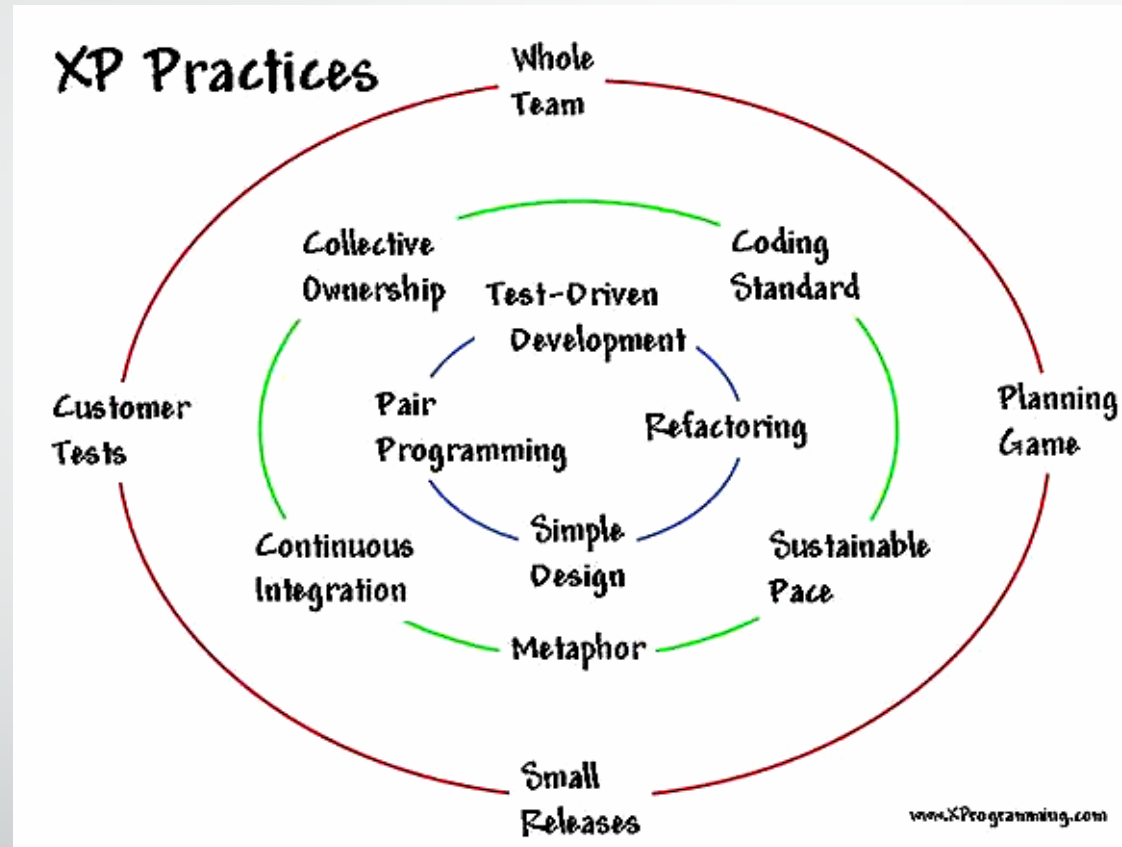 XP Practices
Whole
Team
Collective
Ownership
Coding
Standard
Test-Driven
Development
Customer
Tests
Pair
Programming
Refactoring
Planning
Game
Continuous
Integration
Simple
Design
Sustainable
Pace
Metaphor
Small
Releases
www.XProgramming.com